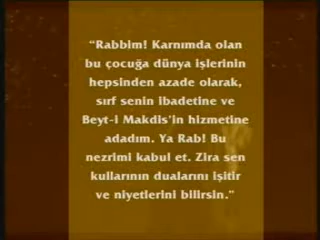 “Rabbim! Karnımda olan
bu çocuğa dünya işlerinin
hepsinden azade olarak,
sırf senin ibadetine ve
Beyt-i Makdis’in hizmetine
adadım. Ya Rab! Bu
nezrimi kabul et. Zira sen
kullarının dualarını işitir
ve niyetlerini bilirsin.”